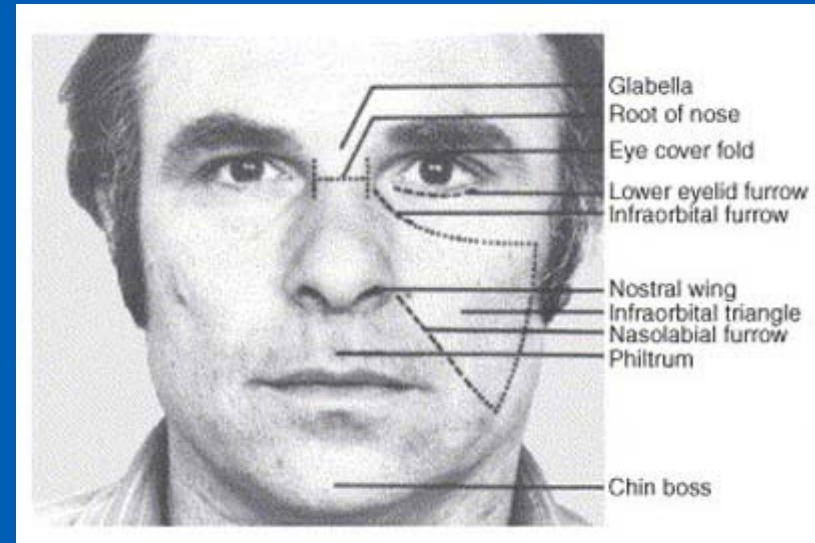 Glabella
Root of nose
Eye cover fold
Lower eyelid furrow
Infraorbital furrow
Nostral wing
Infraorbital triangle
Nasolabial furrow
Philtrum
Chin boss